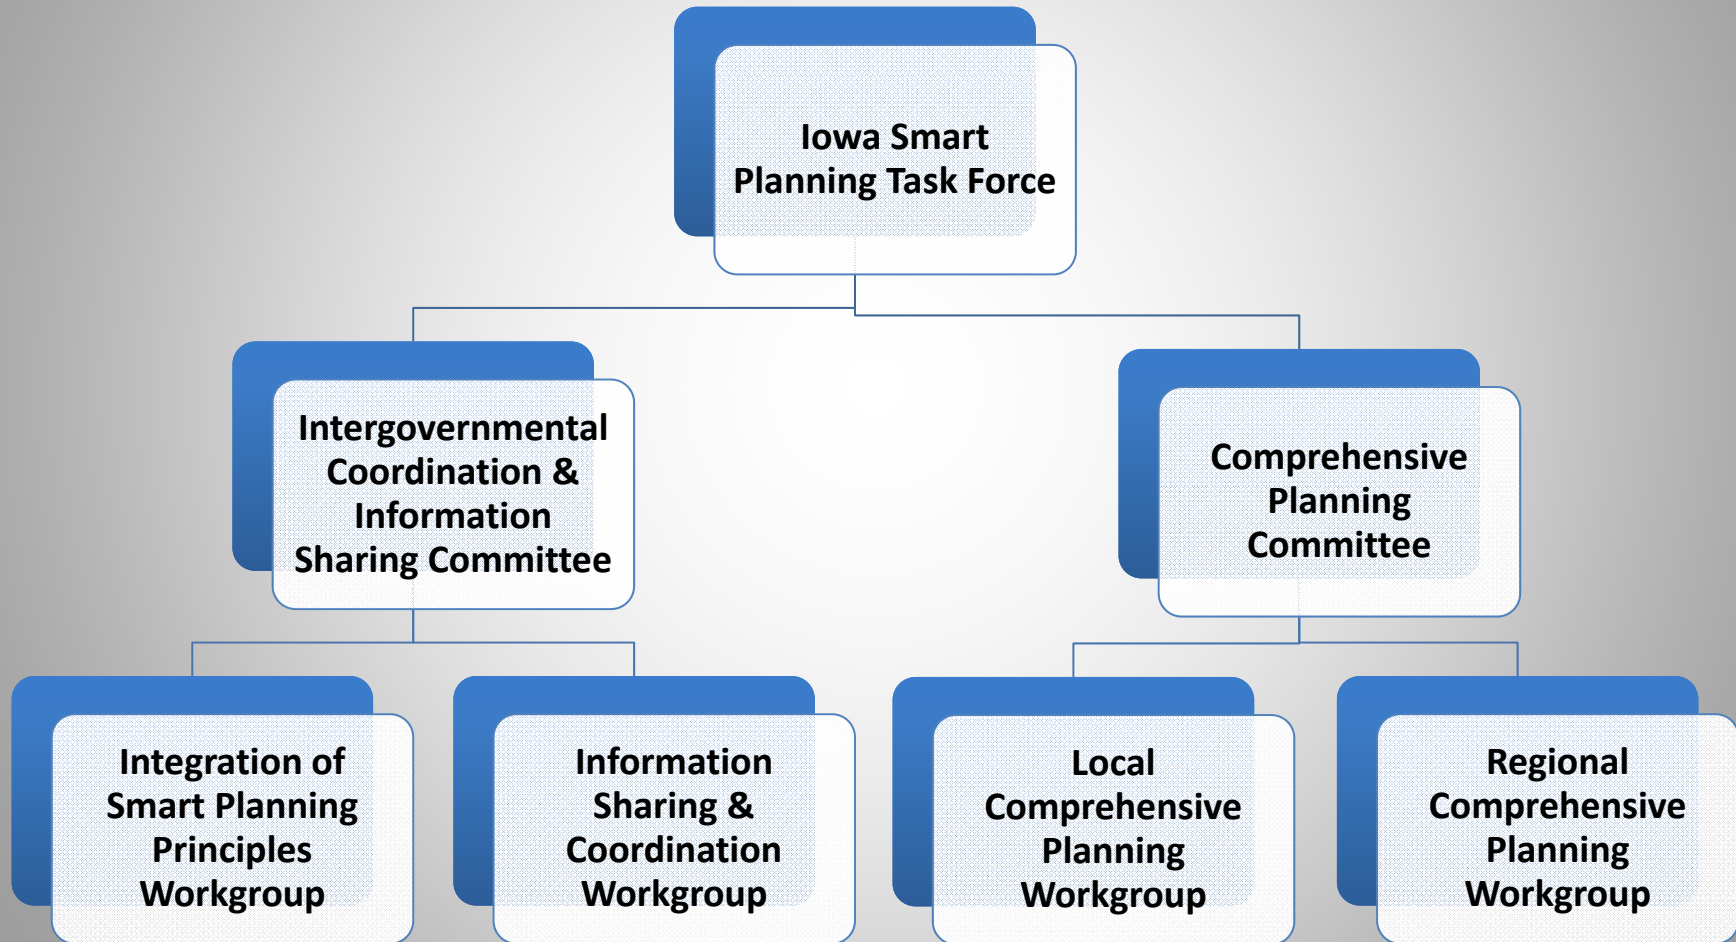 Iowa Smart
Planning Task Force
Intergovernmental
Coordination &
Information
Sharing Committee
Comprehensive
Planning
Committee
Integration of
Smart Planning
Principles
Workgroup
Information
Sharing &
Coordination
Workgroup
Local
Comprehensive
Planning
Workgroup
Regional
Comprehensive
Planning
Workgroup